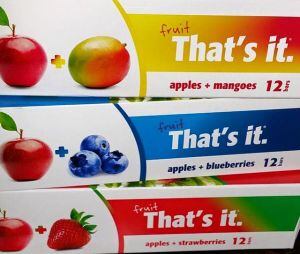 fruit
That's it.
apples + mangoes 12 bars
fruit
That's it.
apples + blueberries 12 bars
fruit
That's it.
apples + strawberries 12 bars